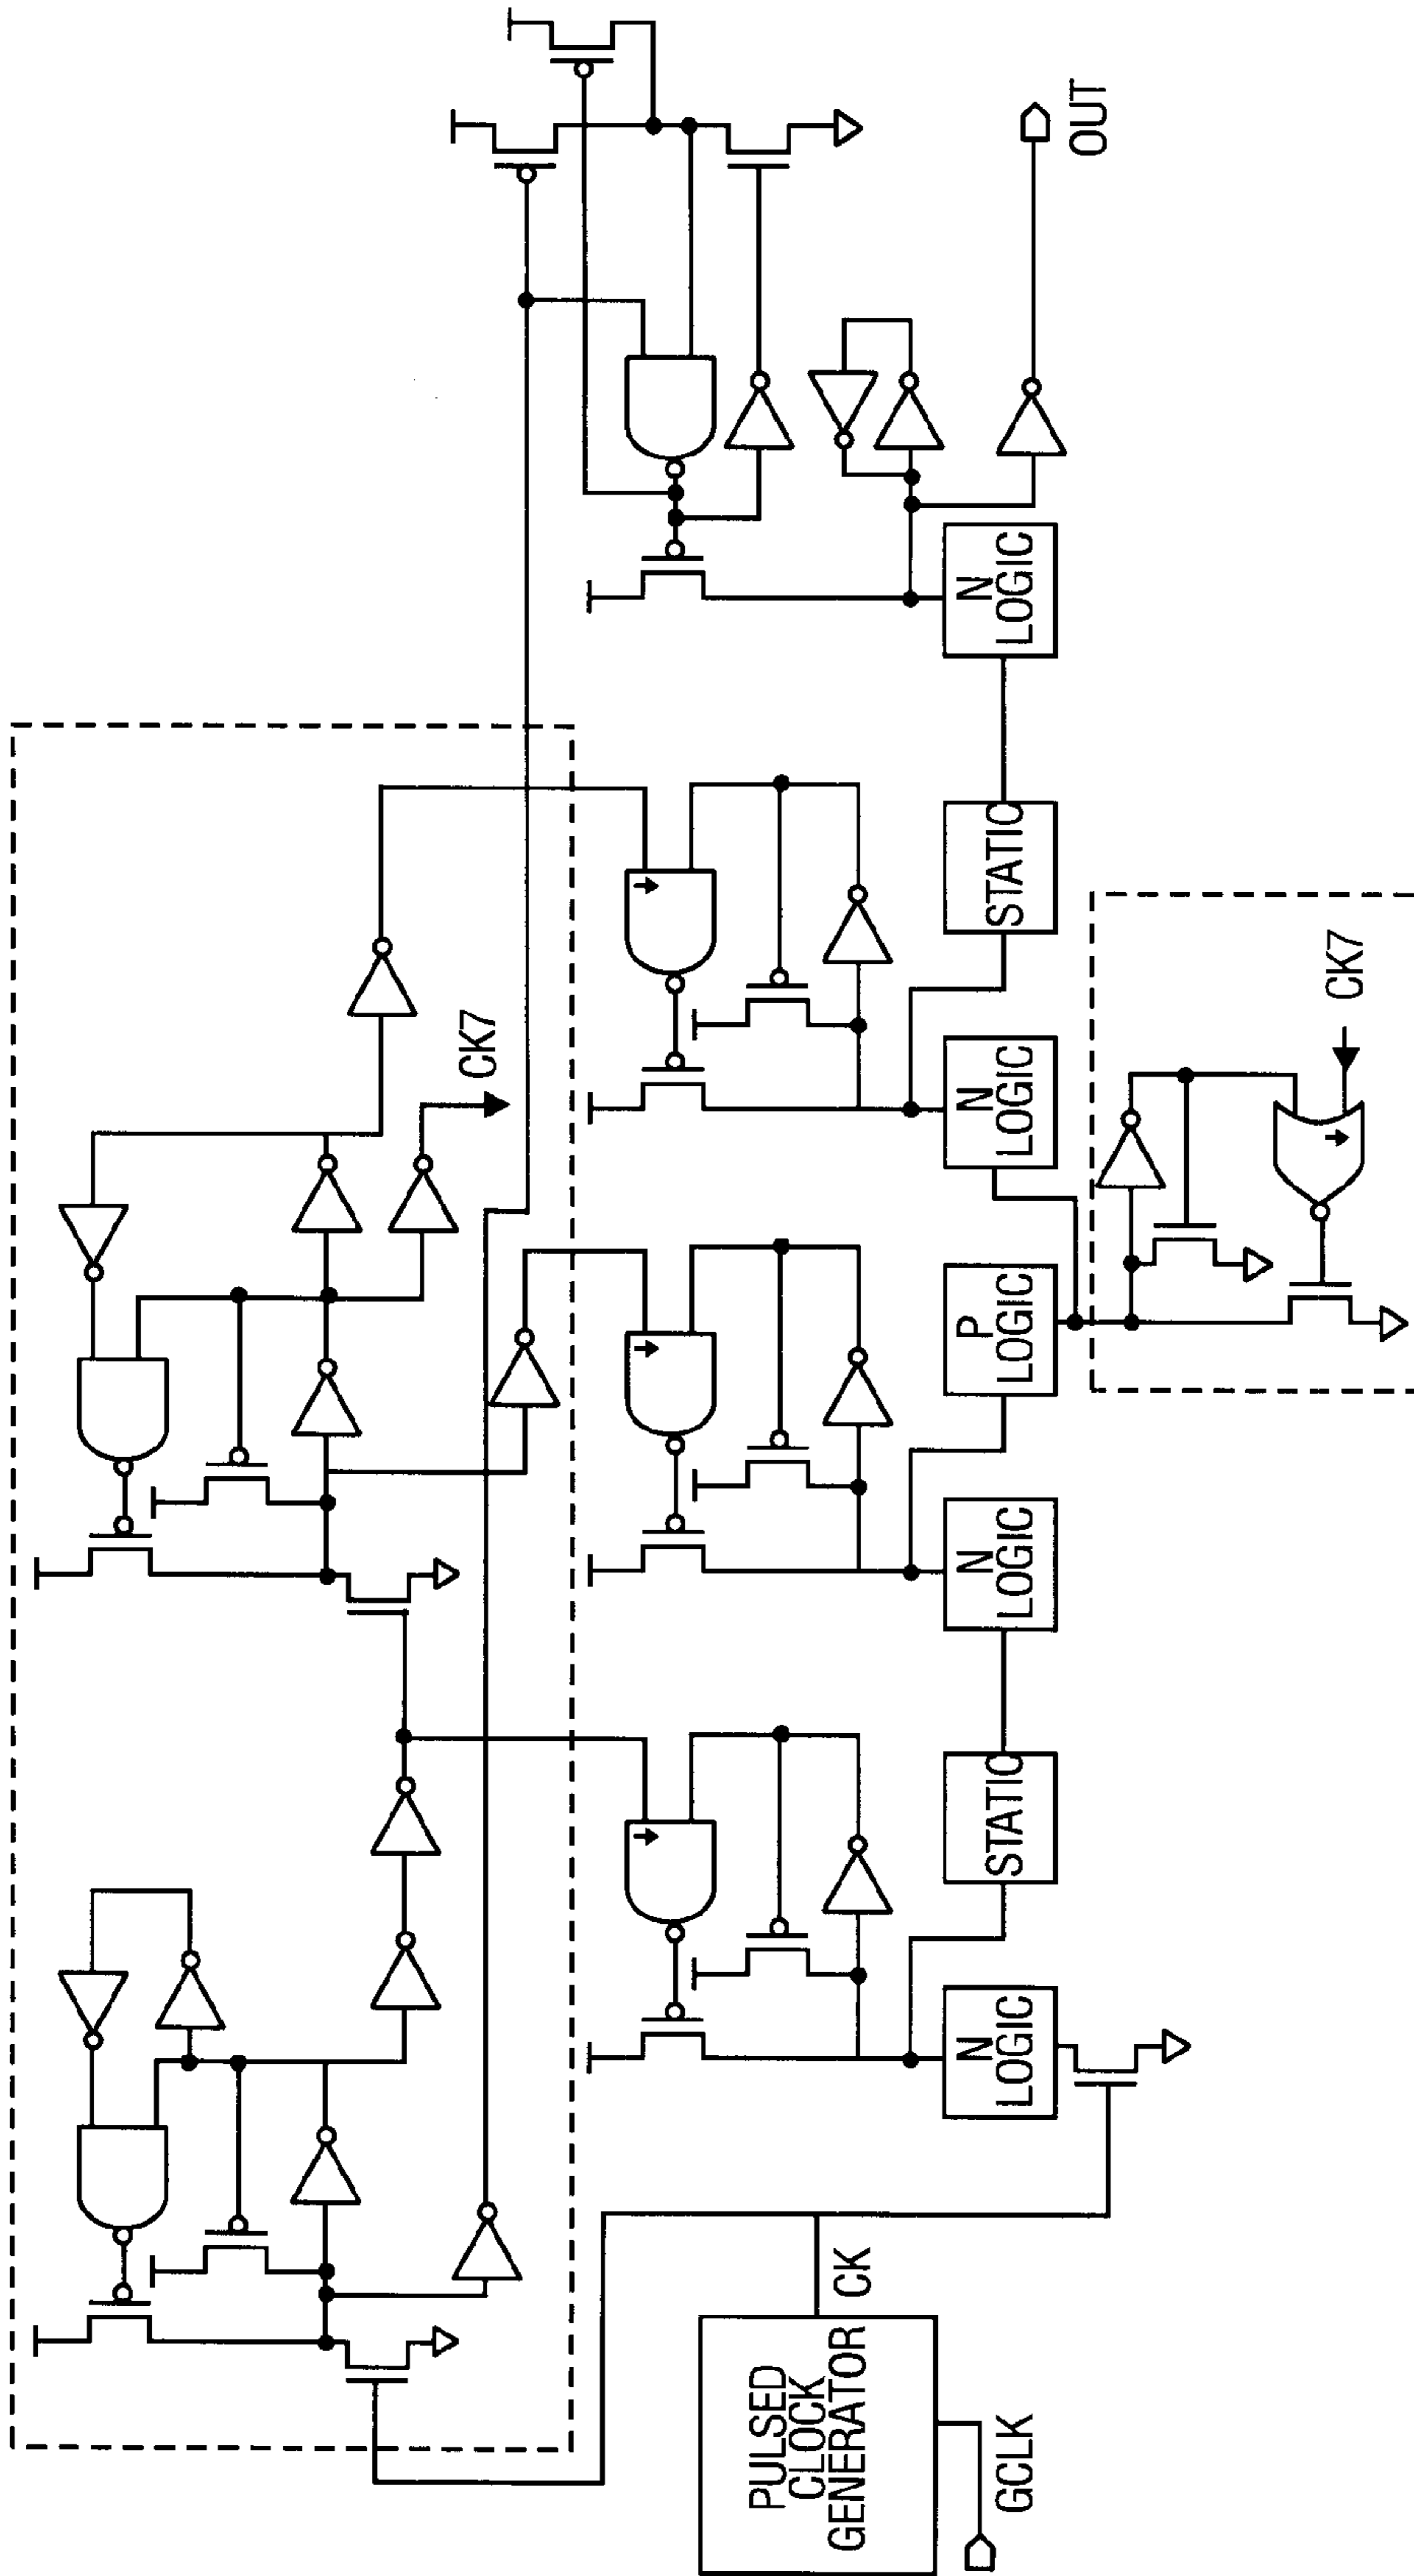 CK7
PULSED
CLOCK
GENERATOR
GCLK
CK
N
LOGIC
STATIC
N
LOGIC
P
LOGIC
N
LOGIC
STATIC
N
LOGIC
OUT
CK7